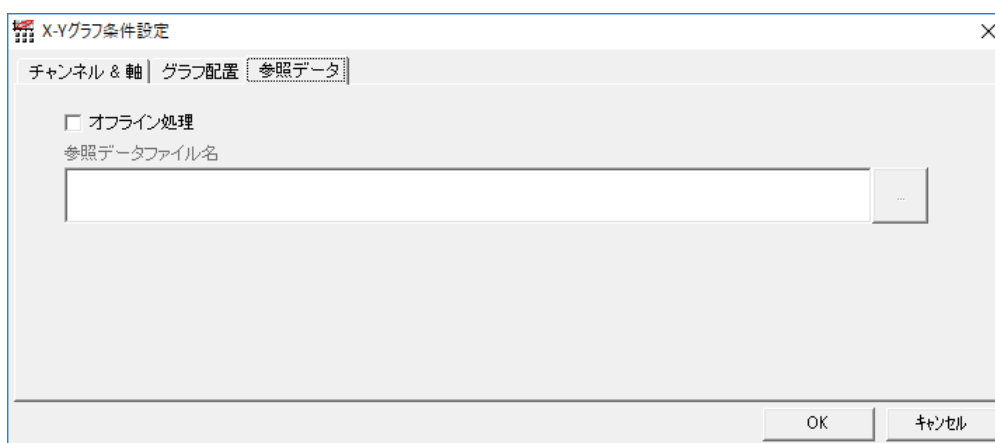 X-Yグラフ条件設定
チャンネル & 軸 グラフ配置 参照データ
オフライン処理
参照データファイル名
...
OK キャンセル